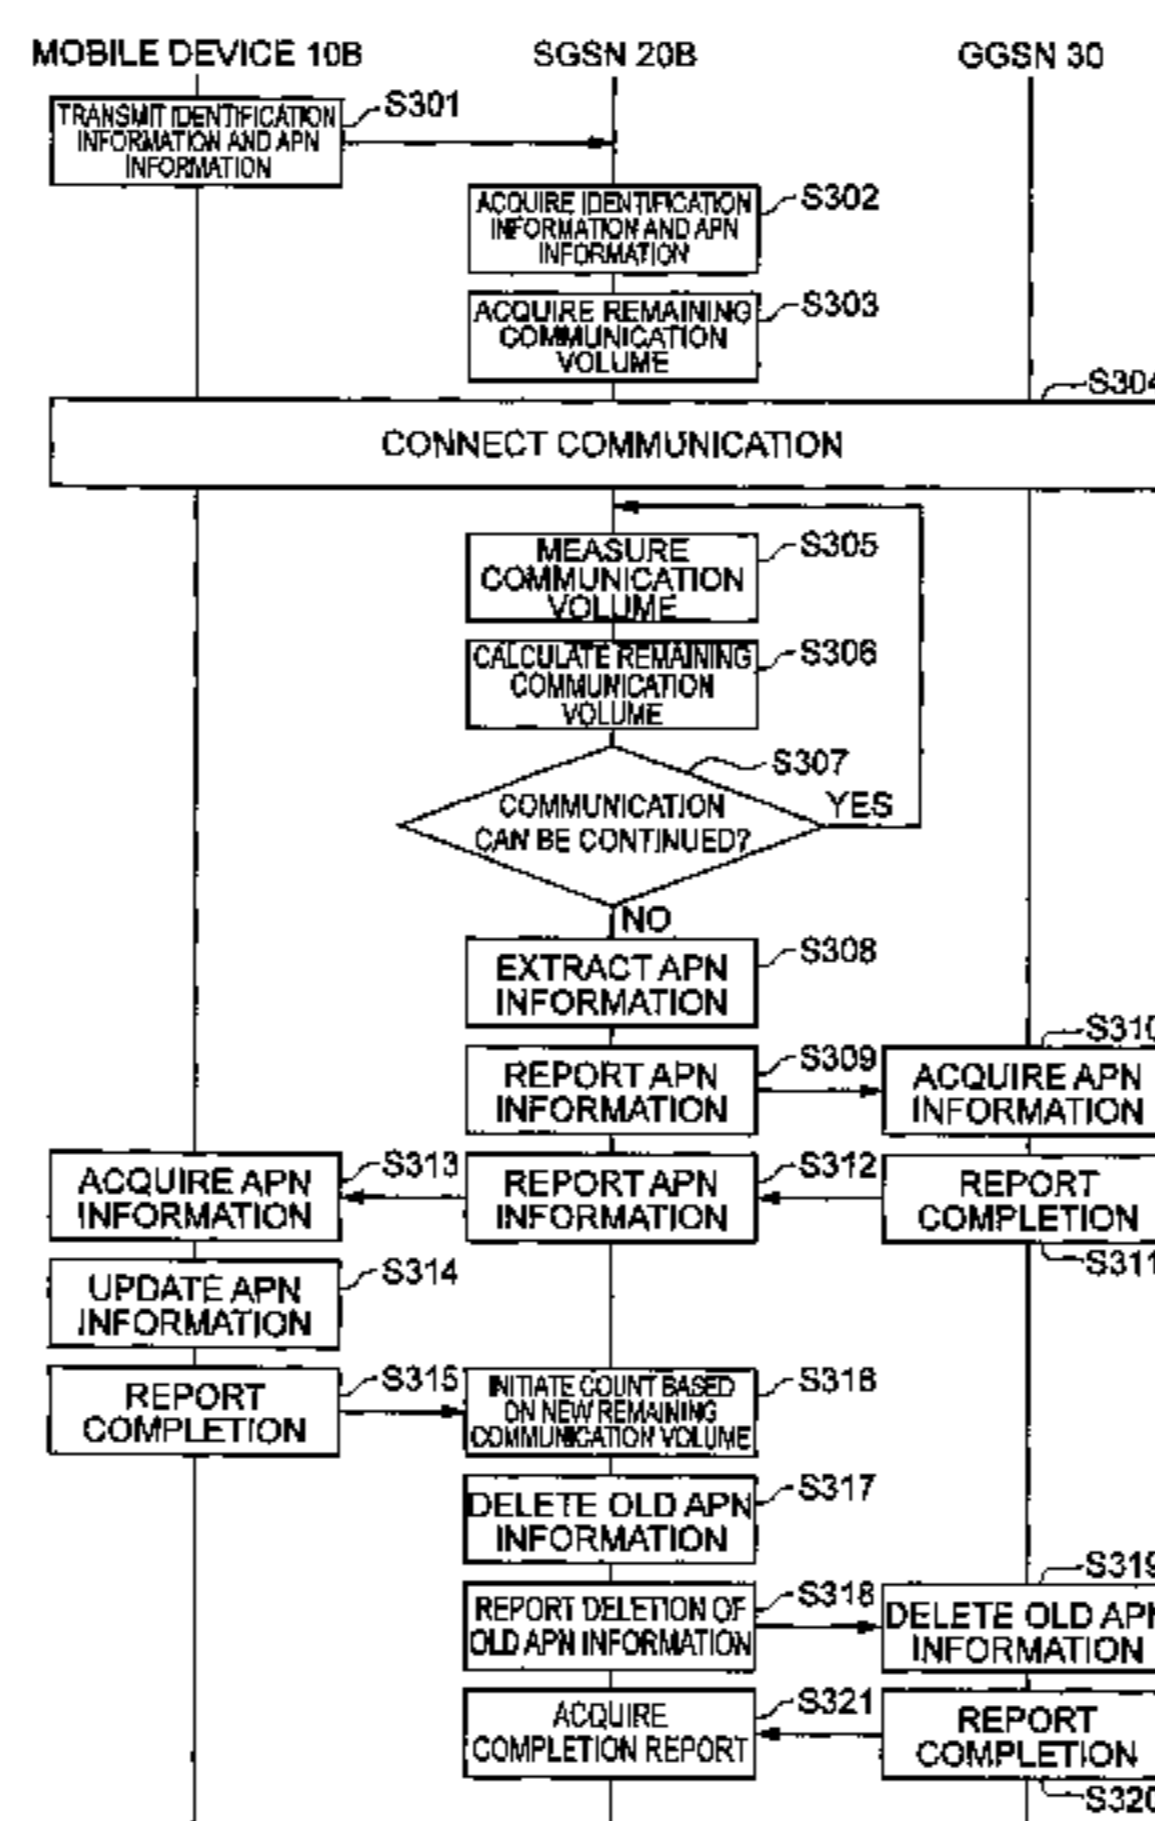 MOBILE DEVICE 10B SGSN 20B GGSN 30
TRANSMIT IDENTIFICATION
INFORMATION AND APN
INFORMATION
S301
ACQUIRE IDENTIFICATION
INFORMATION AND APN
INFORMATION
S302
ACQUIRE REMAINING
COMMUNICATION
VOLUME
S303
S304
CONNECT COMMUNICATION
MEASURE
COMMUNICATION
VOLUME
S305
CALCULATE REMAINING
COMMUNICATION
VOLUME
S306
S307
COMMUNICATION
CAN BE CONTINUED?
YES
NO
EXTRACT APN
INFORMATION
S308
REPORT APN
INFORMATION
S309
S310
ACQUIRE APN
INFORMATION
ACQUIRE APN
INFORMATION
S313
REPORT APN
INFORMATION
S312
REPORT
COMPLETION
S311
UPDATE APN
INFORMATION
S314
REPORT
COMPLETION
S315
INITIATE COUNT BASED
ON NEW REMAINING
COMMUNICATION VOLUME
S316
DELETE OLD APN
INFORMATION
S317
REPORT DELETION OF
OLD APN INFORMATION
S318
S319
DELETE OLD APN
INFORMATION
ACQUIRE
COMPLETION REPORT
S321
REPORT
COMPLETION
S320